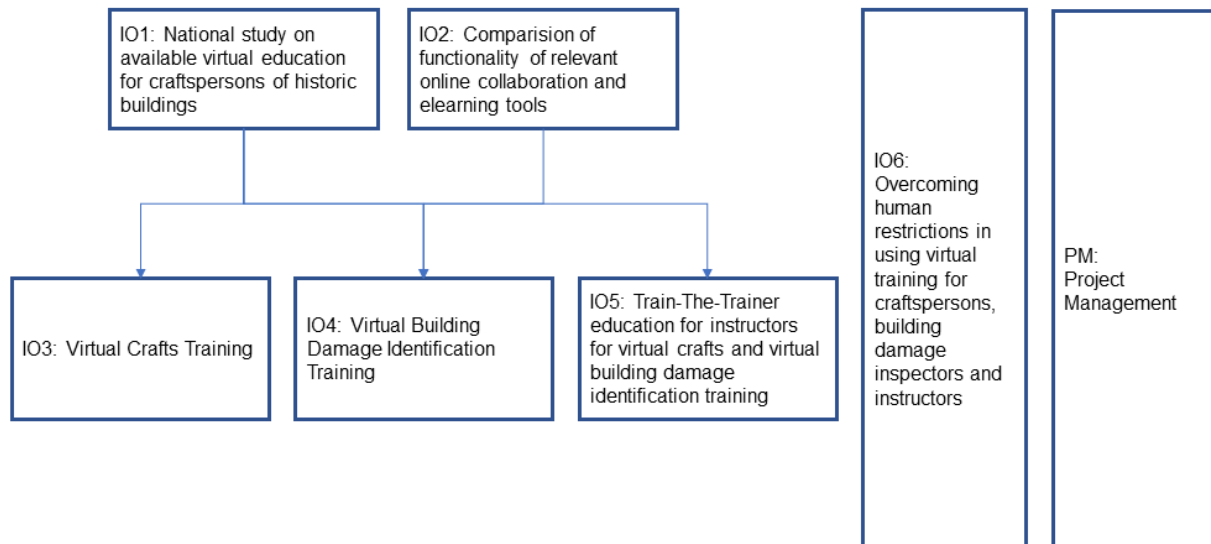 IO1: National study on
available virtual education
for craftspersons of historic
buildings
IO2: Comparision of
functionality of relevant
online collaboration and
elearning tools
IO3: Virtual Crafts Training
IO4: Virtual Building
Damage Identification
Training
IO5: Train-The-Trainer
education for instructors
for virtual crafts and virtual
building damage
identification training
IO6:
Overcoming
human
restrictions in
using virtual
training for
craftspersons,
building
damage
inspectors and
instructors
PM:
Project
Management